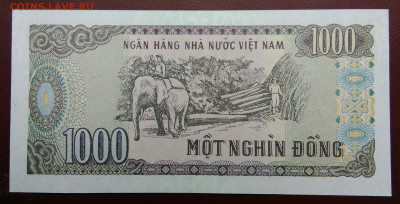 COINS.LAVE.RU
NGÂN HÀNG NHÀ NƯỚC VIỆT NAM
1000
1000
MỘT NGHÌN ĐỒNG